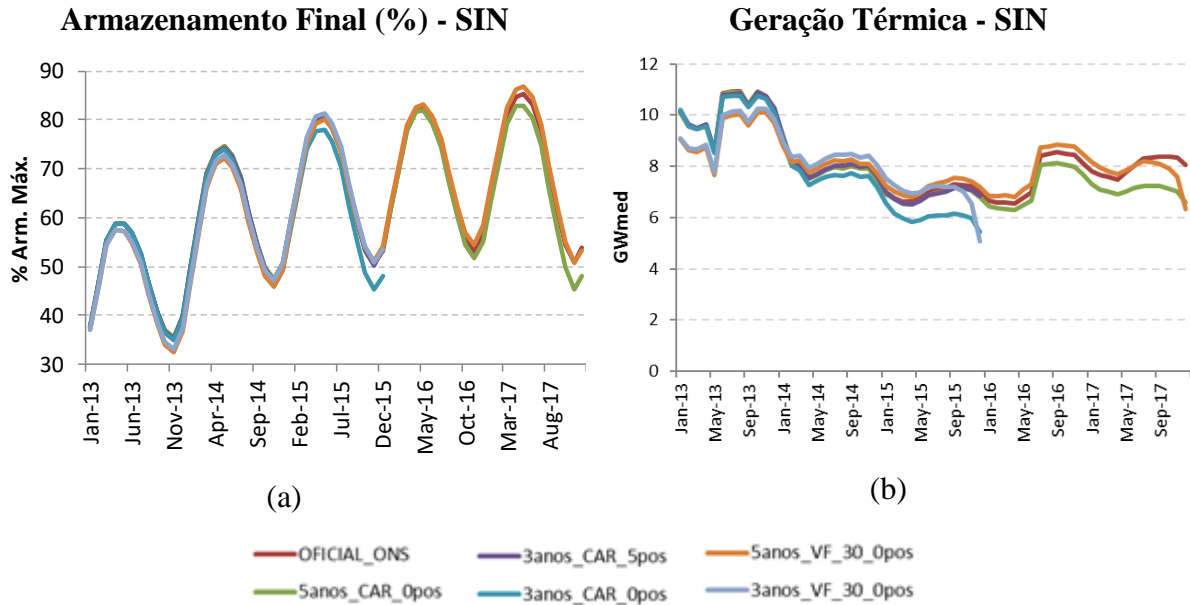 Armazenamento Final (%) - SIN
% Arm. Máx.
90
80
70
60
50
40
30
Jan-13
Jun-13
Nov-13
Apr-14
Sep-14
Feb-15
Jul-15
Dec-15
May-16
Oct-16
Mar-17
Aug-17
(a)
Geração Térmica - SIN
GWmed
12
10
8
6
4
2
0
Jan-13
May-13
Sep-13
Jan-14
May-14
Sep-14
Jan-15
May-15
Sep-15
Jan-16
May-16
Sep-16
Jan-17
May-17
Sep-17
(b)
OFICIAL_ONS
3anos_CAR_5pos
5anos_VF_30_0pos
5anos_CAR_0pos
3anos_CAR_0pos
3anos_VF_30_0pos